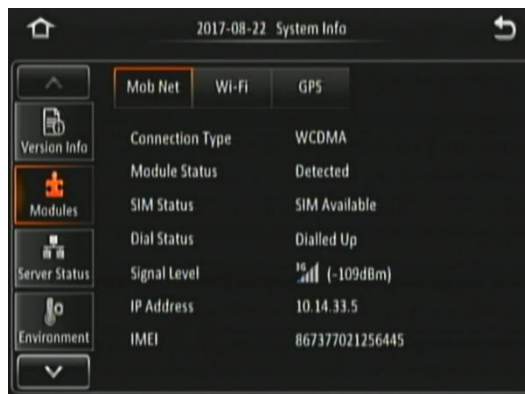 2017-08-22 System Info
Mob Net Wi-Fi GPS
Version Info
Modules
Server Status
Environment
Connection Type WCDMA
Module Status Detected
SIM Status SIM Available
Dial Status Dialled Up
Signal Level 3G (-109dBm)
IP Address 10.14.33.5
IMEI 867377021256445